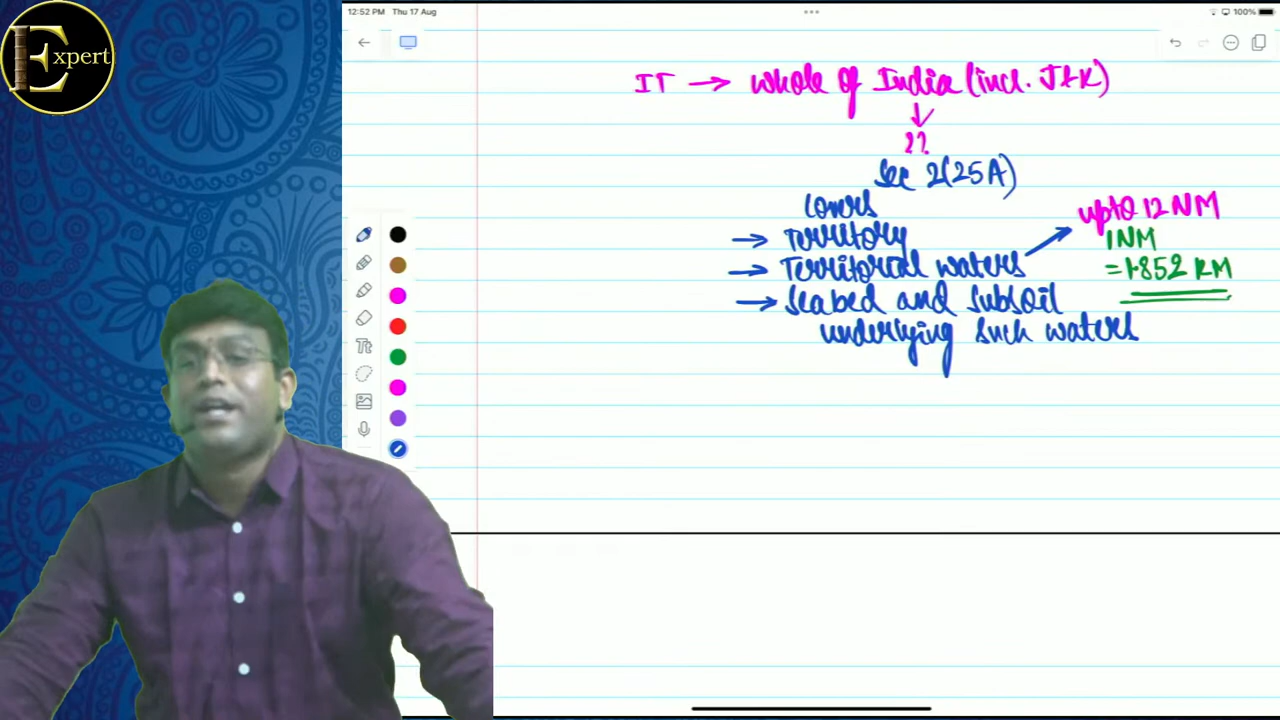 Expert
12:52 PM Thu 17 Aug
100%
IT → whole of India (incl. J&K)
↓
??
Sec 2(25A)
Covers
→ Territory
→ Territorial waters
upto 12 NM
1 NM
= 1.852 KM
→ Seabed and subsoil
underlying such waters
Tt